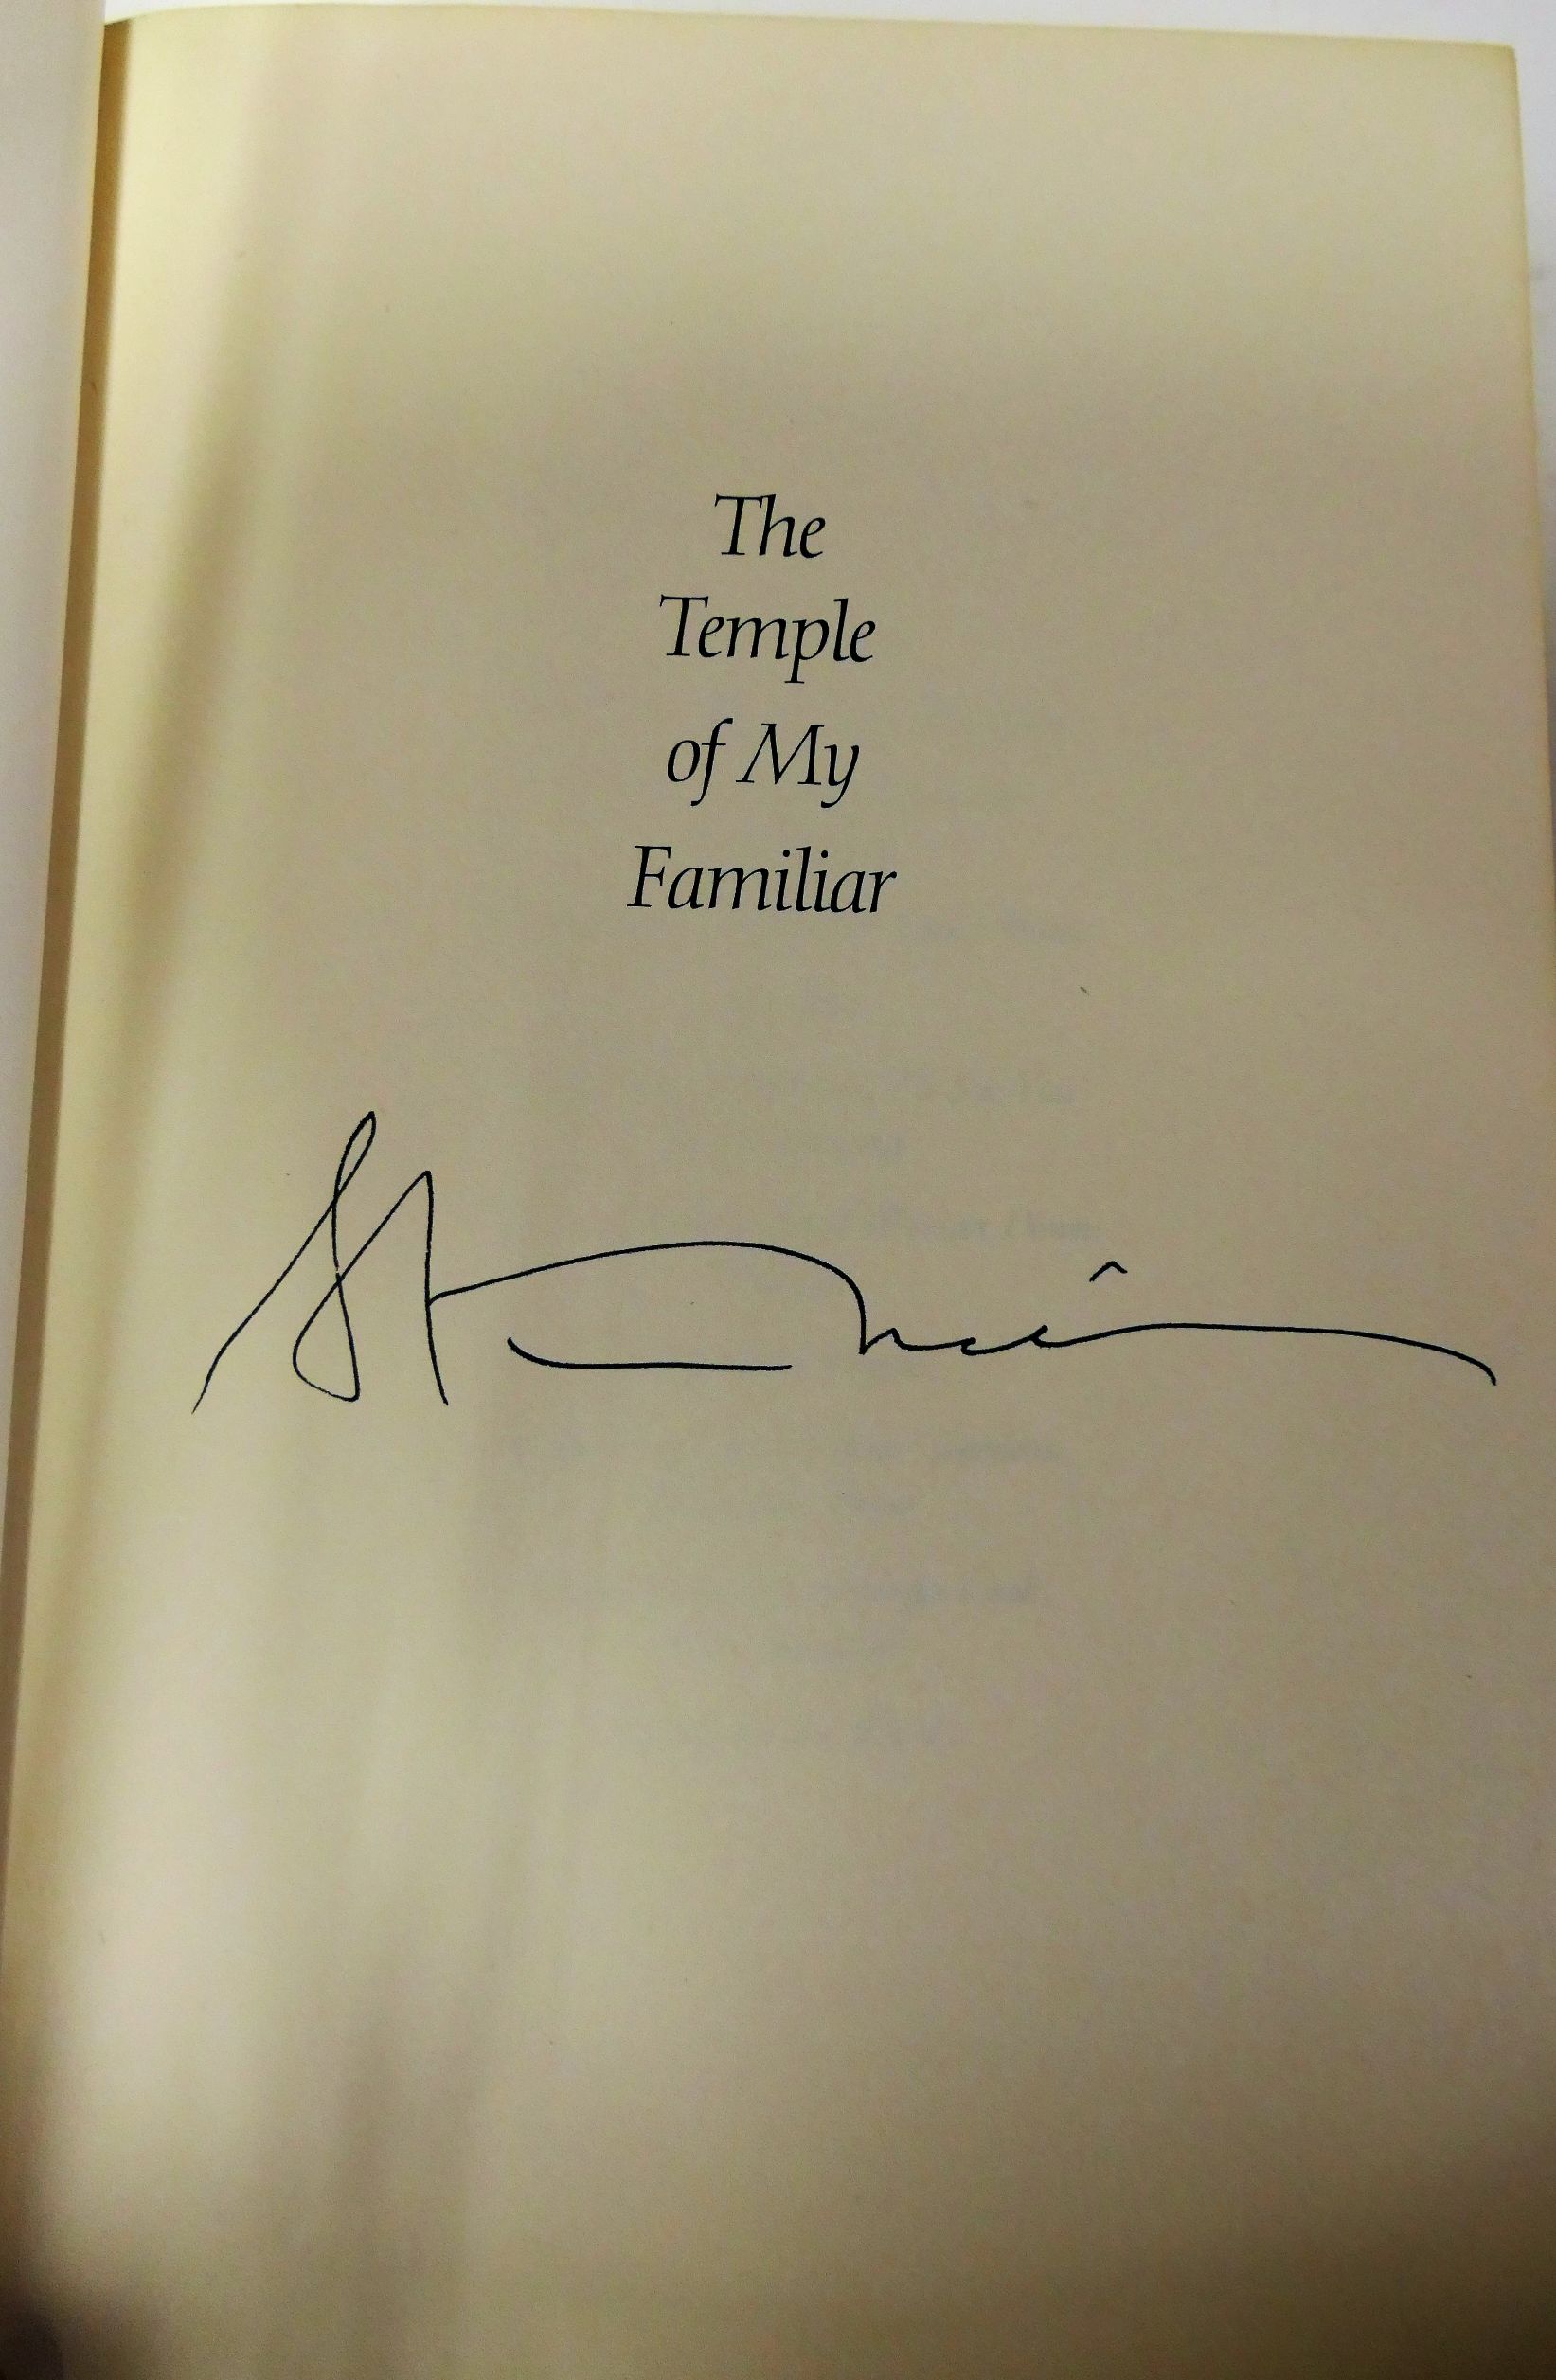 The
Temple
of My
Familiar